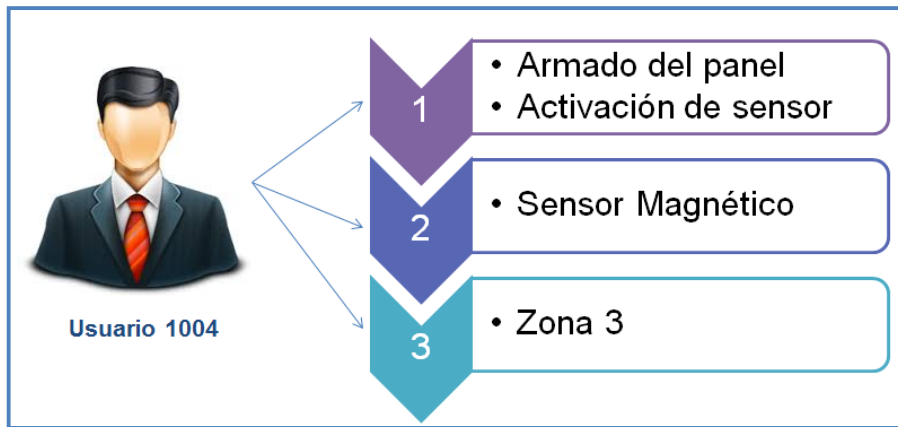 1
• Armado del panel
• Activación de sensor
2
• Sensor Magnético
3
• Zona 3
Usuario 1004